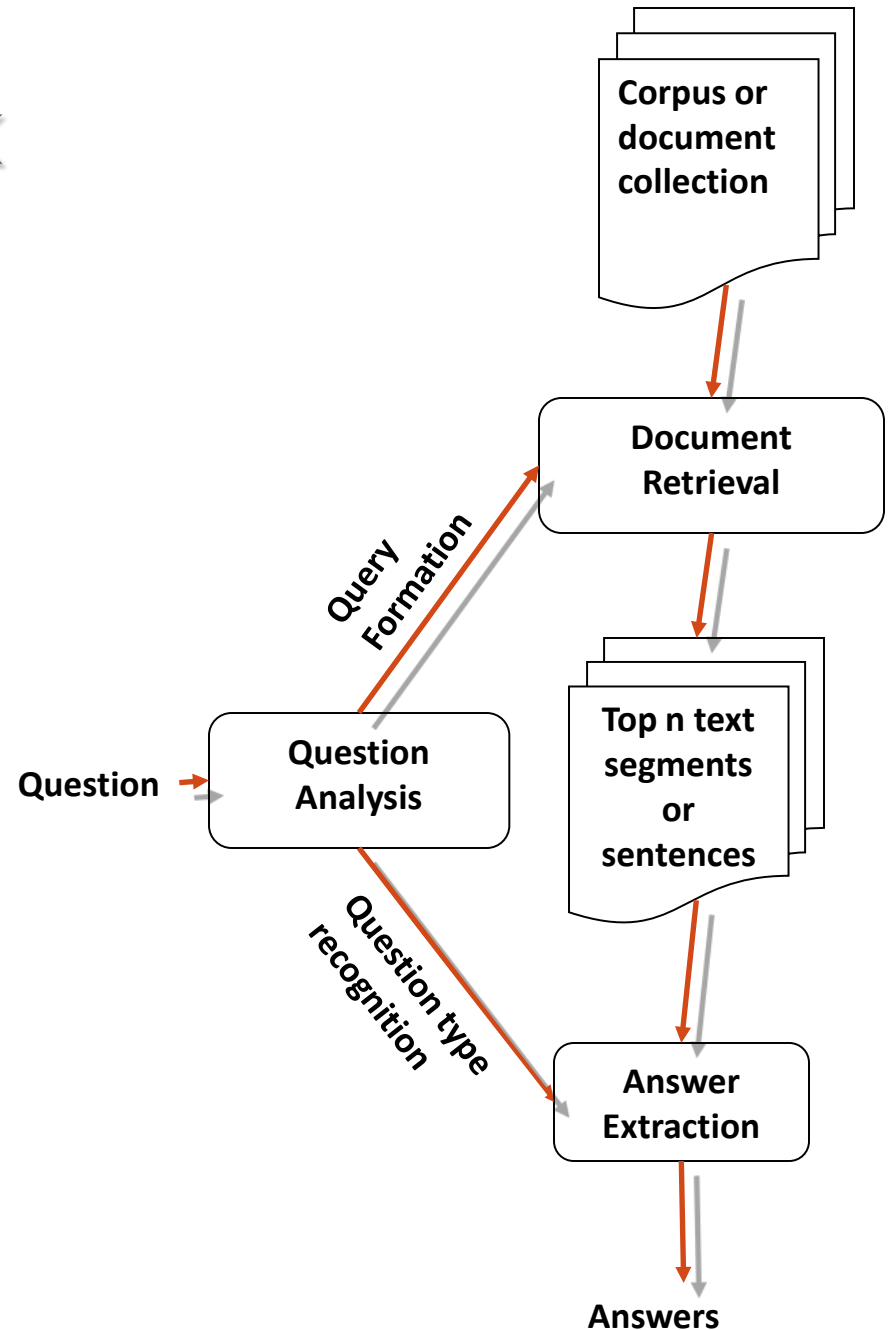 Corpus or
document
collection
Document
Retrieval
Query
Formation
Question
Question
Analysis
Top n text
segments
or
sentences
Question type
recognition
Answer
Extraction
Answers